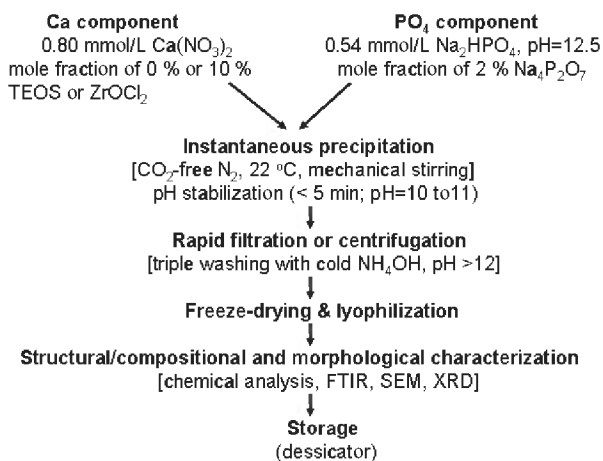 Ca component
0.80 mmol/L Ca(NO₃)₂
mole fraction of 0 % or 10 %
TEOS or ZrOCl₂
PO₄ component
0.54 mmol/L Na₂HPO₄, pH=12.5
mole fraction of 2 % Na₄P₂O₇
Instantaneous precipitation
[CO₂-free N₂, 22 ºC, mechanical stirring]
pH stabilization (< 5 min; pH=10 to11)
Rapid filtration or centrifugation
[triple washing with cold NH₄OH, pH >12]
Freeze-drying & lyophilization
Structural/compositional and morphological characterization
[chemical analysis, FTIR, SEM, XRD]
Storage
(dessicator)